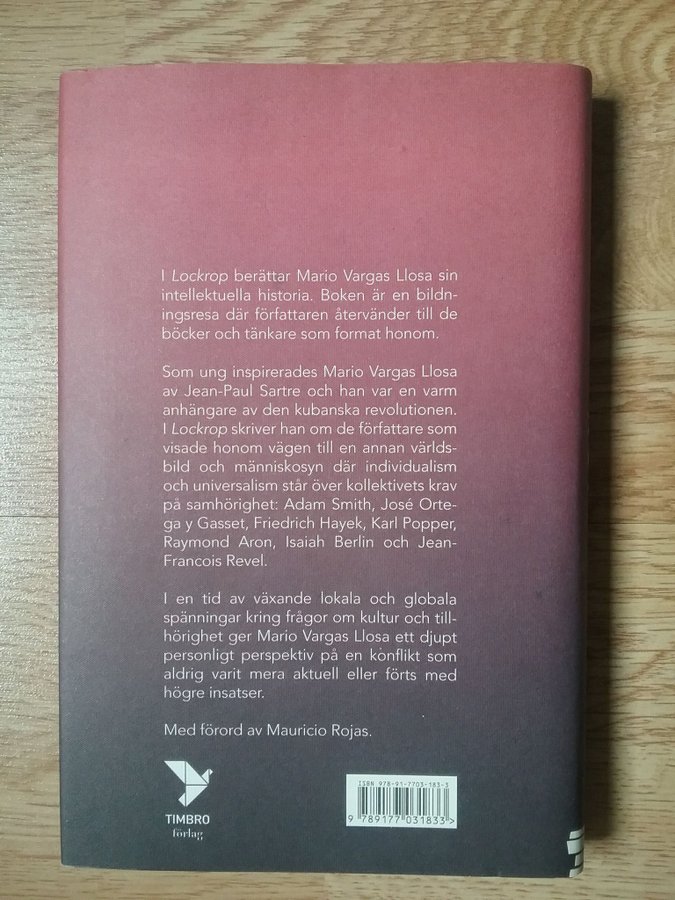 I Lockrop berättar Mario Vargas Llosa sin
intellektuella historia. Boken är en bildn-
ingsresa där författaren återvänder till de
böcker och tänkare som format honom.
Som ung inspirerades Mario Vargas Llosa
av Jean-Paul Sartre och han var en varm
anhängare av den kubanska revolutionen.
I Lockrop skriver han om de författare som
visade honom vägen till en annan världs-
bild och människosyn där individualism
och universalism står över kollektivets krav
på samhörighet: Adam Smith, José Orte-
ga y Gasset, Friedrich Hayek, Karl Popper,
Raymond Aron, Isaiah Berlin och Jean-
Francois Revel.
I en tid av växande lokala och globala
spänningar kring frågor om kultur och till-
hörighet ger Mario Vargas Llosa ett djupt
personligt perspektiv på en konflikt som
aldrig varit mera aktuell eller förts med
högre insatser.
Med förord av Mauricio Rojas.
TIMBRO
förlag
ISBN 978-91-7703-183-3
9 789177 031833>